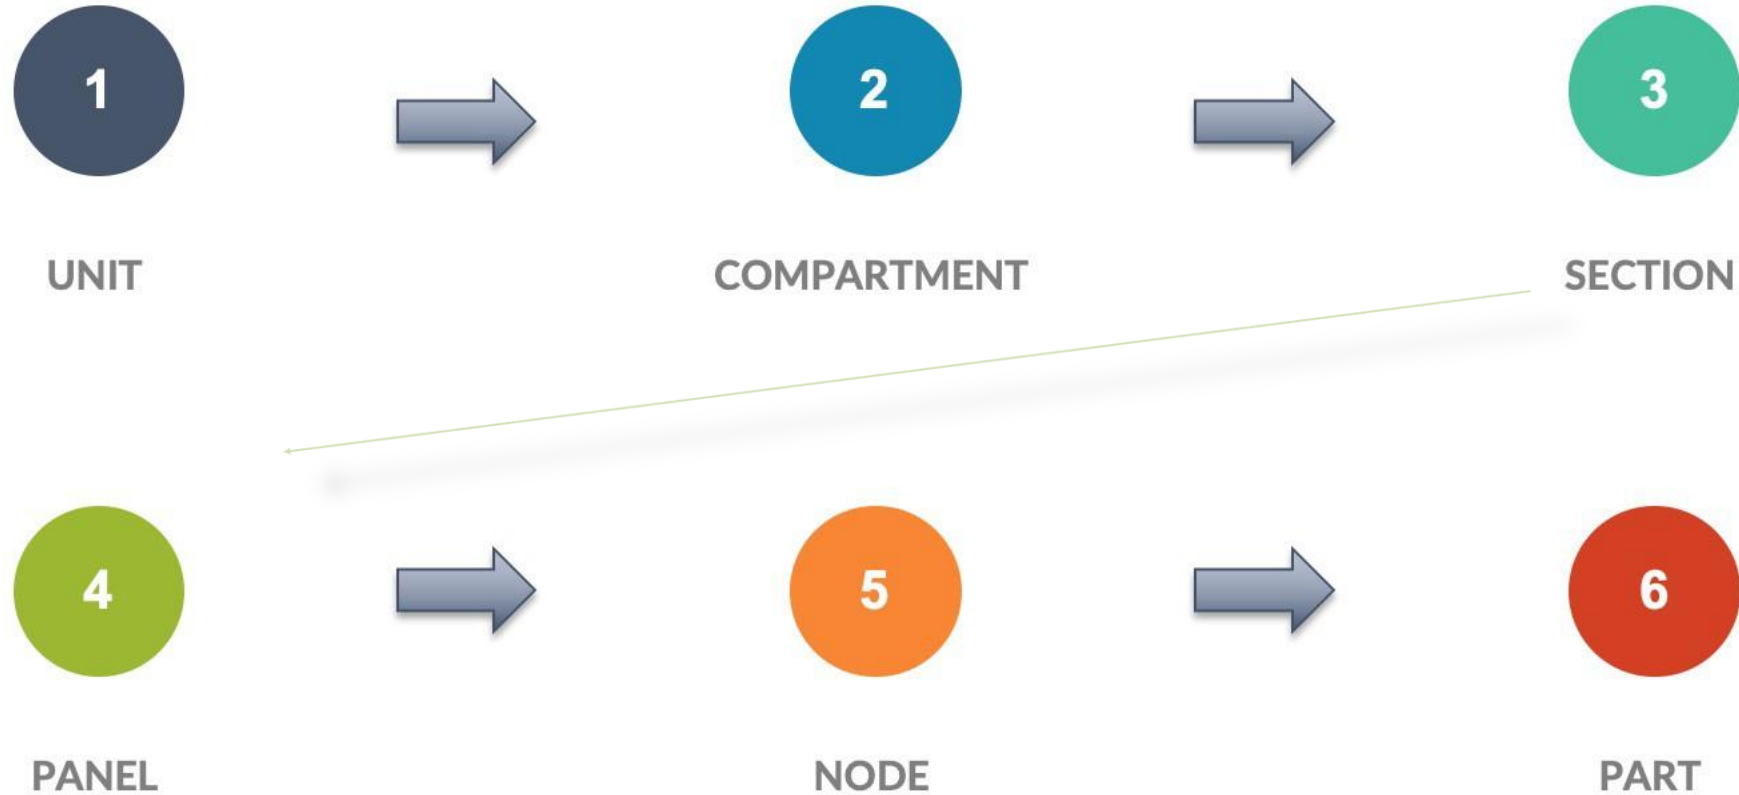 1
2
3
UNIT
COMPARTMENT
SECTION
4
5
6
PANEL
NODE
PART